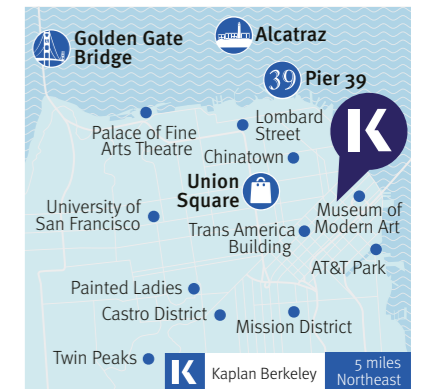 Golden Gate
Bridge
Alcatraz
39 Pier 39
Lombard
Street
Palace of Fine
Arts Theatre
Chinatown
K
Union
Square
University of
San Francisco
Museum of
Modern Art
Trans America
Building
AT&T Park
Painted Ladies
Castro District
Mission District
Twin Peaks
K Kaplan Berkeley
5 miles
Northeast